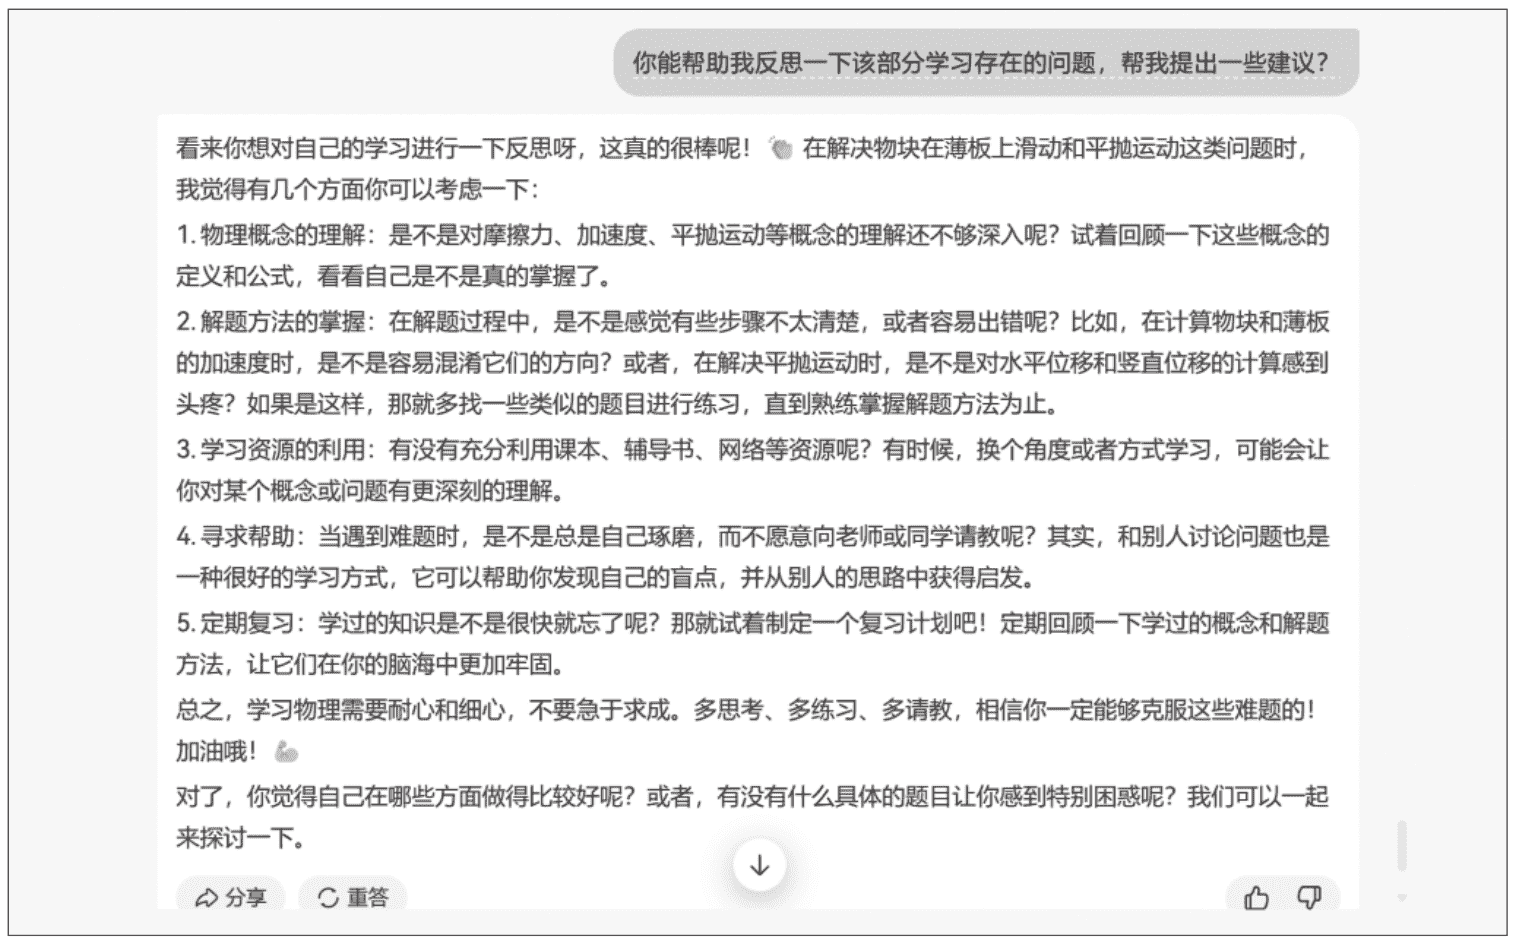 你能帮助我反思一下该部分学习存在的问题，帮我提出一些建议？
看来你想对自己的学习进行一下反思呀，这真的很棒呢！👏 在解决物块在薄板上滑动和平抛运动这类问题时，
我觉得有几个方面你可以考虑一下：
1. 物理概念的理解：是不是对摩擦力、加速度、平抛运动等概念的理解还不够深入呢？试着回顾一下这些概念的
定义和公式，看看自己是不是真的掌握了。
2. 解题方法的掌握：在解题过程中，是不是感觉有些步骤不太清楚，或者容易出错呢？比如，在计算物块和薄板
的加速度时，是不是容易混淆它们的方向？或者，在解决平抛运动时，是不是对水平位移和竖直位移的计算感到
头疼？如果是这样，那就多找一些类似的题目进行练习，直到熟练掌握解题方法为止。
3. 学习资源的利用：有没有充分利用课本、辅导书、网络等资源呢？有时候，换个角度或者方式学习，可能会让
你对某个概念或问题有更深刻的理解。
4. 寻求帮助：当遇到难题时，是不是总是自己琢磨，而不愿意向老师或同学请教呢？其实，和别人讨论问题也是
一种很好的学习方式，它可以帮助你发现自己的盲点，并从别人的思路中获得启发。
5. 定期复习：学过的知识是不是很快就忘了呢？那就试着制定一个复习计划吧！定期回顾一下学过的概念和解题
方法，让它们在你的脑海中更加牢固。
总之，学习物理需要耐心和细心，不要急于求成。多思考、多练习、多请教，相信你一定能够克服这些难题的！
加油哦！💪
对了，你觉得自己在哪些方面做得比较好呢？或者，有没有什么具体的题目让你感到特别困惑呢？我们可以一起
来探讨一下。
分享 重答